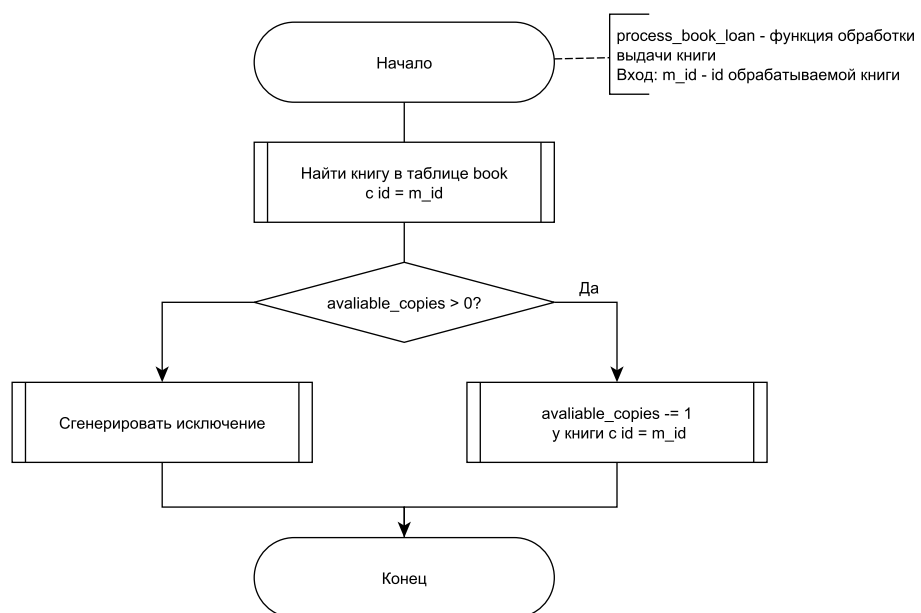 Начало
process_book_loan - функция обработки
выдачи книги
Вход: m_id - id обрабатываемой книги
Найти книгу в таблице book
с id = m_id
avaliable_copies > 0?
Да
Сгенерировать исключение
avaliable_copies -= 1
у книги с id = m_id
Конец